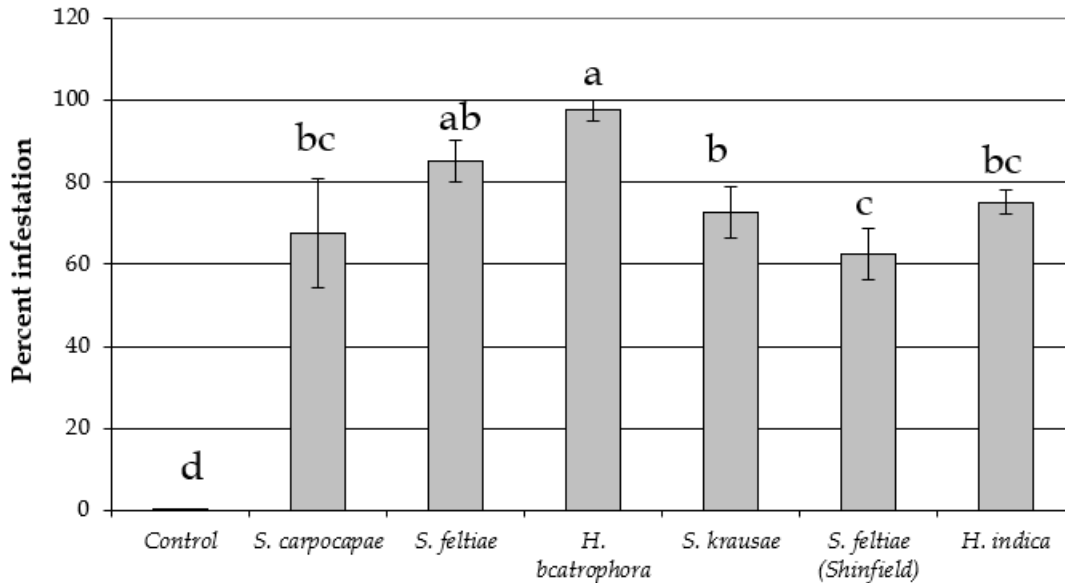 120
100
80
60
40
20
0
Percent infestation
d
bc
ab
a
b
c
bc
Control
S. carpocapae
S. feltiae
H.
bcatrophora
S. krausae
S. feltiae
(Shinfield)
H. indica